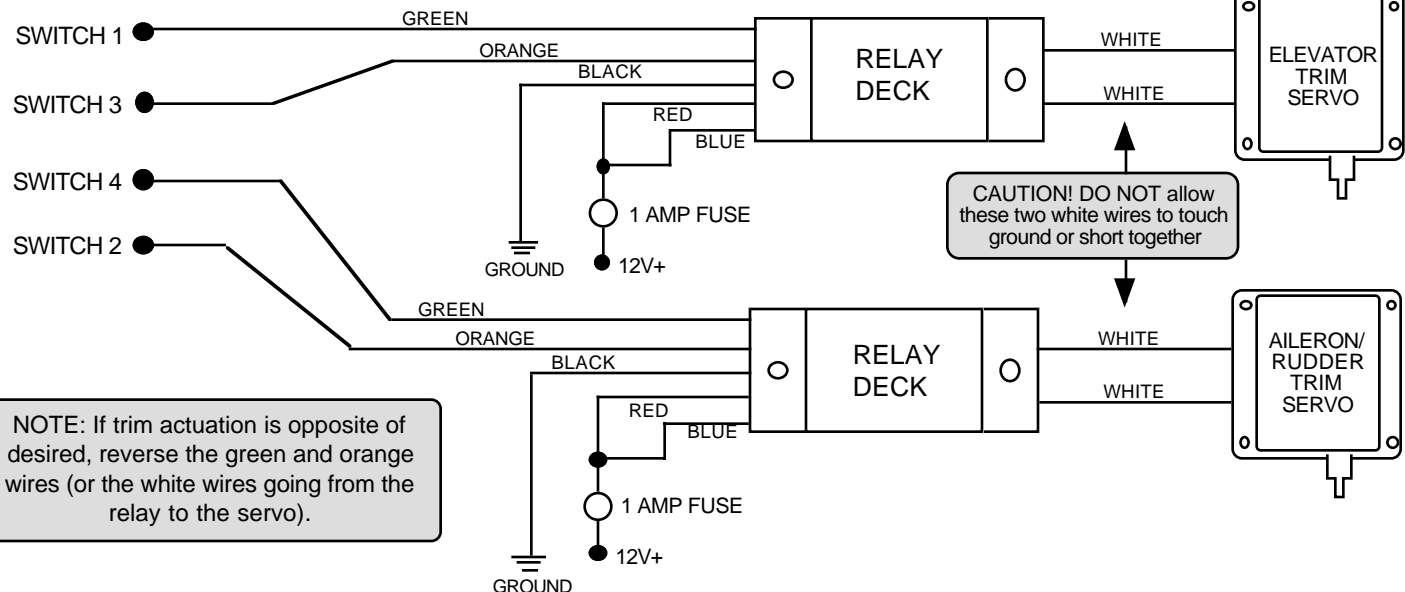 SWITCH 1
GREEN
SWITCH 3
ORANGE
BLACK
RED
BLUE
RELAY
DECK
WHITE
WHITE
ELEVATOR
TRIM
SERVO
1 AMP FUSE
12V+
GROUND
CAUTION! DO NOT allow
these two white wires to touch
ground or short together
SWITCH 4
SWITCH 2
GREEN
ORANGE
BLACK
RED
BLUE
RELAY
DECK
WHITE
WHITE
AILERON/
RUDDER
TRIM
SERVO
1 AMP FUSE
12V+
GROUND
NOTE: If trim actuation is opposite of
desired, reverse the green and orange
wires (or the white wires going from the
relay to the servo).